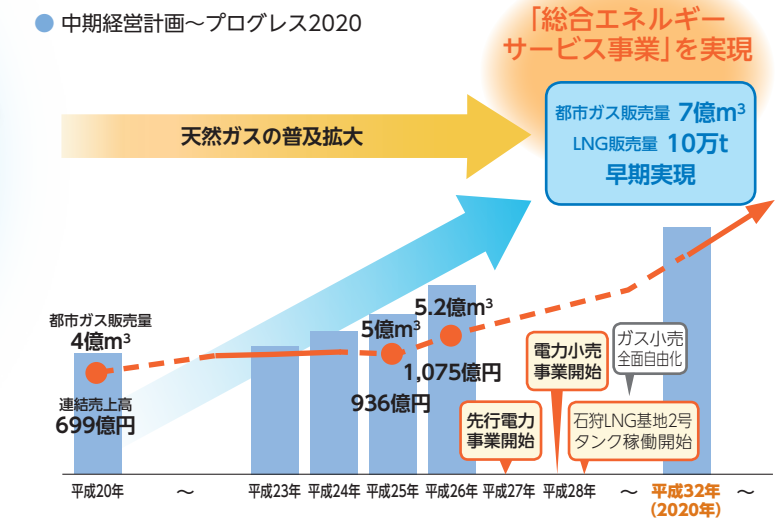 ● 中期経営計画〜プログレス2020
「総合エネルギー
サービス事業」を実現
天然ガスの普及拡大
都市ガス販売量 7億m³
LNG販売量 10万t
早期実現
都市ガス販売量
4億m³
5億m³
5.2億m³
連結売上高
699億円
936億円
1,075億円
先行電力
事業開始
電力小売
事業開始
ガス小売
全面自由化
石狩LNG基地2号
タンク稼働開始
平成20年 〜 平成23年 平成24年 平成25年 平成26年 平成27年 平成28年 〜 平成32年 〜
(2020年)